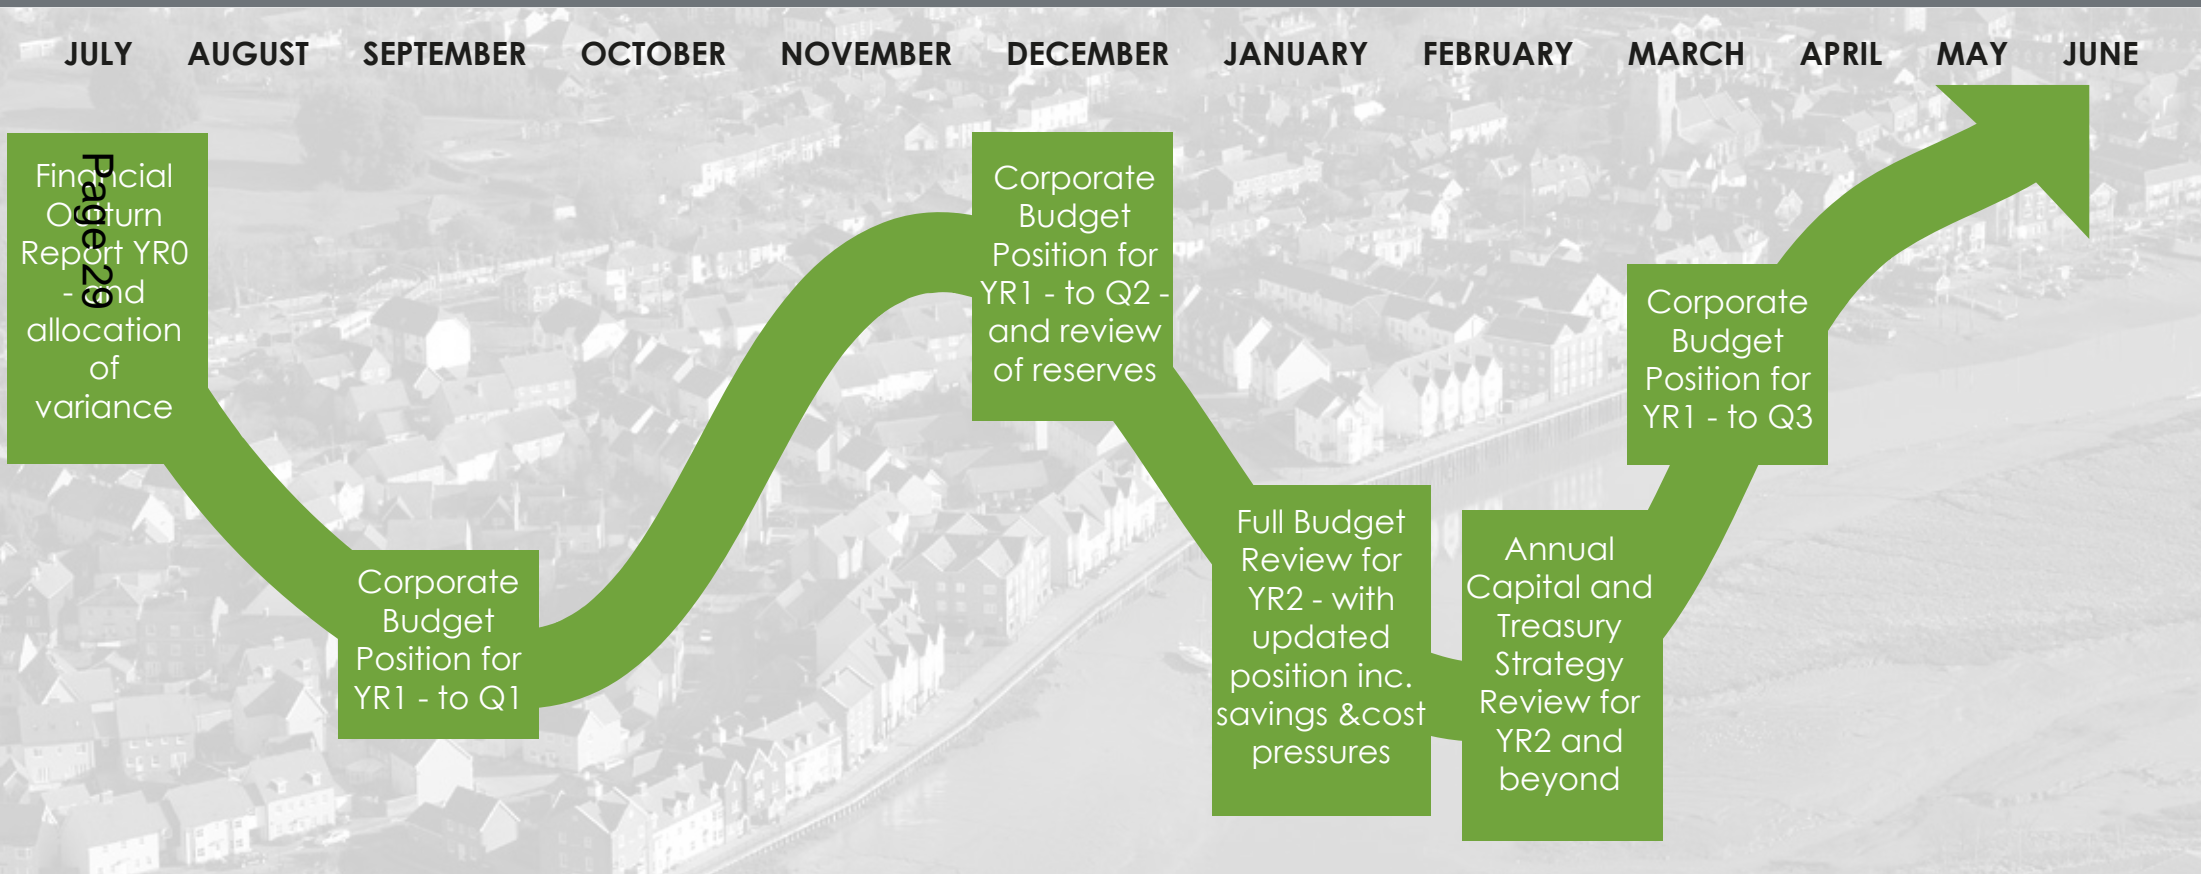 JULY AUGUST SEPTEMBER OCTOBER NOVEMBER DECEMBER JANUARY FEBRUARY MARCH APRIL MAY JUNE
Page 29
Financial
Outturn
Report YR0
- and
allocation
of
variance
Corporate
Budget
Position for
YR1 - to Q1
Corporate
Budget
Position for
YR1 - to Q2 -
and review
of reserves
Full Budget
Review for
YR2 - with
updated
position inc.
savings &cost
pressures
Annual
Capital and
Treasury
Strategy
Review for
YR2 and
beyond
Corporate
Budget
Position for
YR1 - to Q3